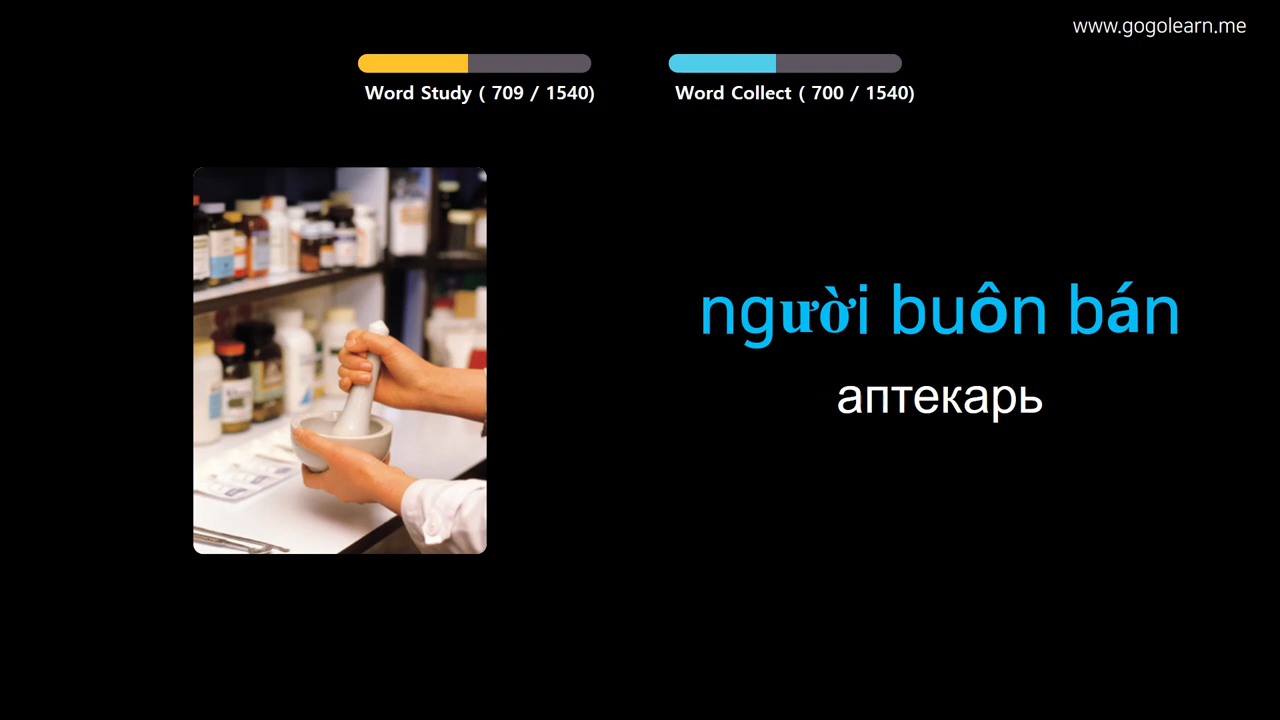 www.gogolearn.me
Word Study ( 709 / 1540)
Word Collect ( 700 / 1540)
người buôn bán
аптекарь